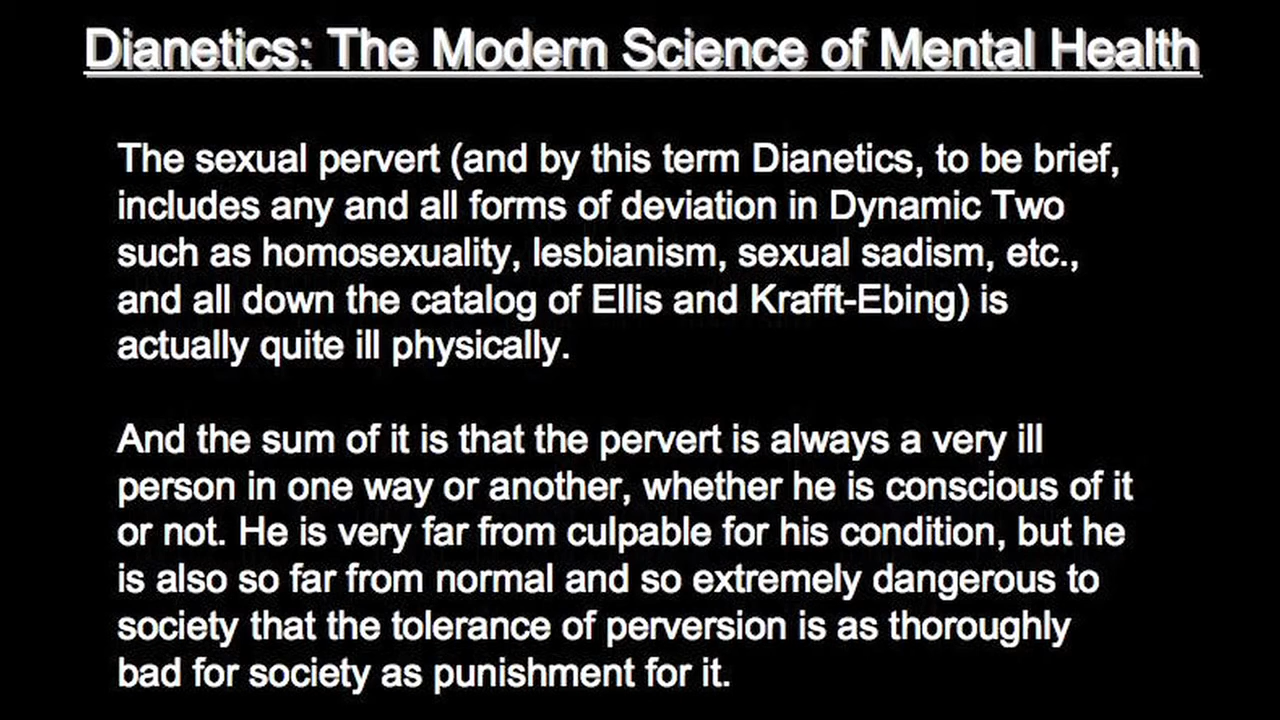 Dianetics: The Modern Science of Mental Health
The sexual pervert (and by this term Dianetics, to be brief,
includes any and all forms of deviation in Dynamic Two
such as homosexuality, lesbianism, sexual sadism, etc.,
and all down the catalog of Ellis and Krafft-Ebing) is
actually quite ill physically.
And the sum of it is that the pervert is always a very ill
person in one way or another, whether he is conscious of it
or not. He is very far from culpable for his condition, but he
is also so far from normal and so extremely dangerous to
society that the tolerance of perversion is as thoroughly
bad for society as punishment for it.